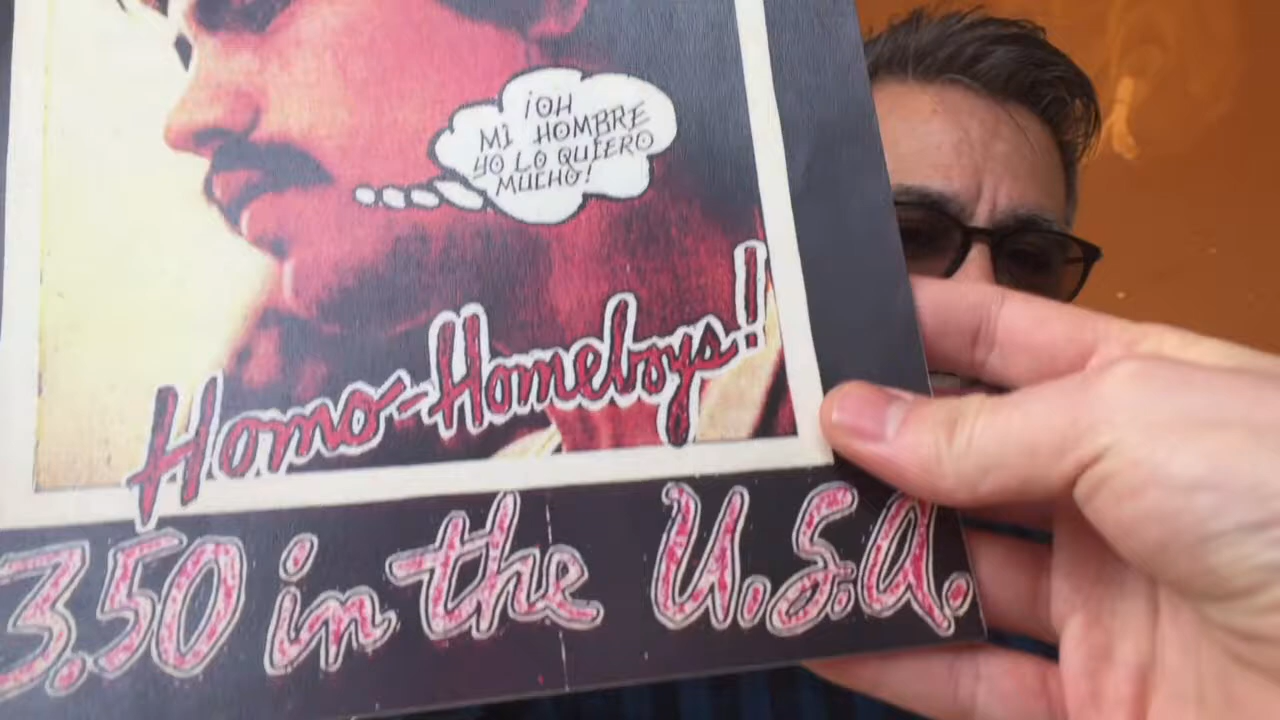 ¡OH
MI HOMBRE
YO LO QUIERO
MUCHO!
Homo-Homeboys!
3.50 in the U.S.A.